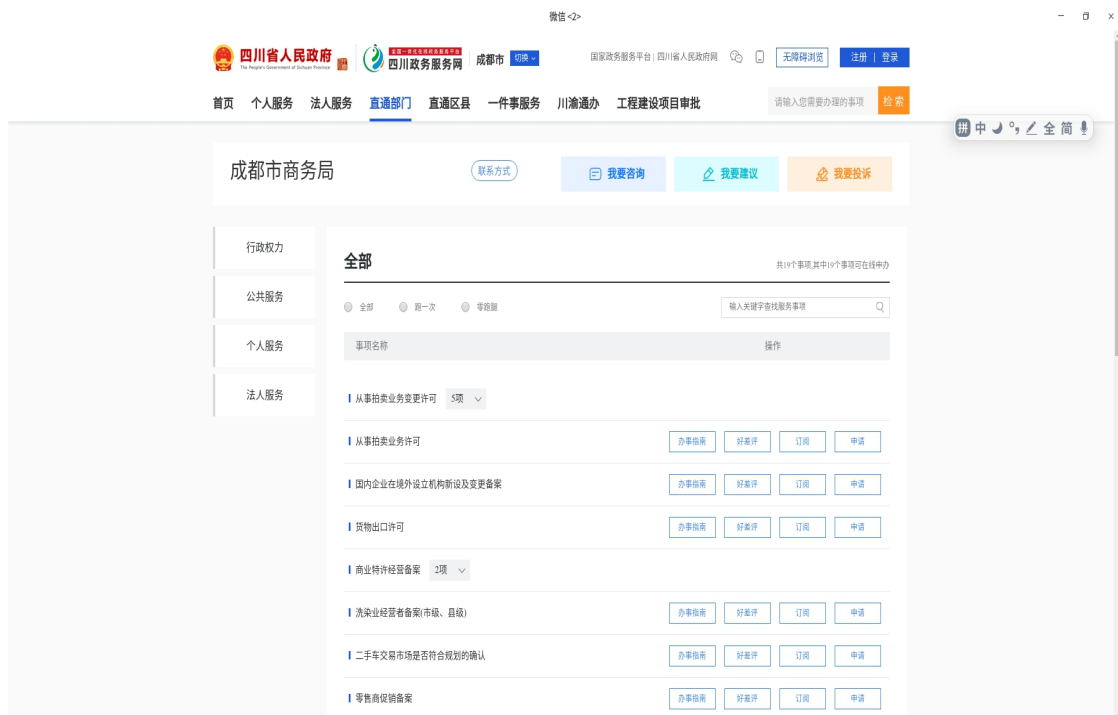 微信 <2>
四川省人民政府
The People's Government of Sichuan Province
全国一体化在线政务服务平台
四川政务服务网
成都市 切换
国家政务服务平台 | 四川省人民政府网 无障碍浏览 注册 | 登录
首页 个人服务 法人服务 直通部门 直通区县 一件事服务 川渝通办 工程建设项目审批 请输入您需要办理的事项 检索
拼 中 全 简
成都市商务局 联系方式 我要咨询 我要建议 我要投诉
行政权力
公共服务
个人服务
法人服务
全部 共19个事项,其中19个事项可在线申办
全部 跑一次 零跑腿 输入关键字查找服务事项
事项名称 操作
从事拍卖业务变更许可 5项
从事拍卖业务许可 办事指南 好差评 订阅 申请
国内企业在境外设立机构新设及变更备案 办事指南 好差评 订阅 申请
货物出口许可 办事指南 好差评 订阅 申请
商业特许经营备案 2项
洗染业经营者备案(市级、县级) 办事指南 好差评 订阅 申请
二手车交易市场是否符合规划的确认 办事指南 好差评 订阅 申请
零售商促销备案 办事指南 好差评 订阅 申请